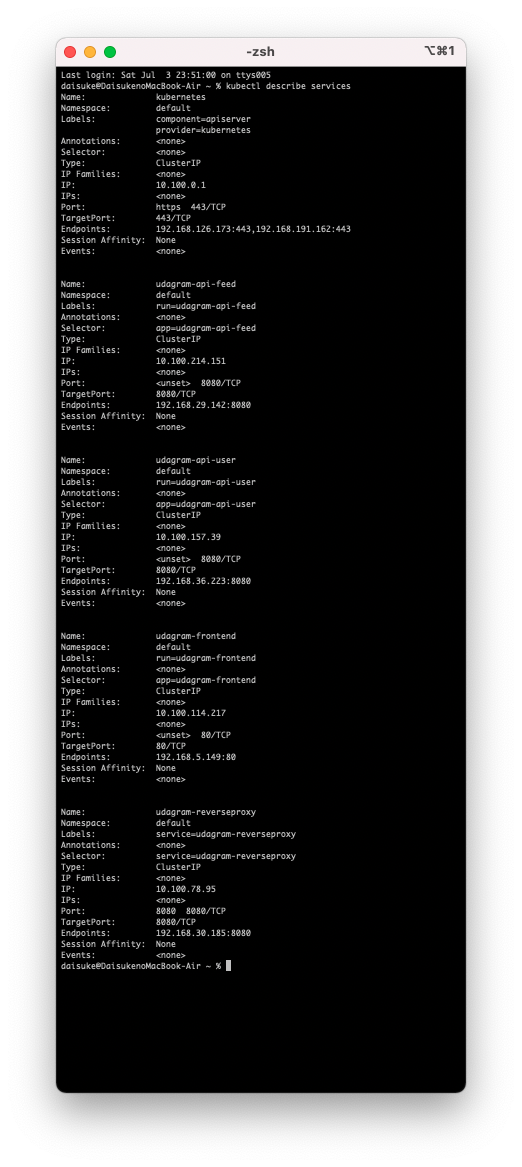 -zsh
⌥⌘1
Last login: Sat Jul  3 23:51:00 on ttys005
daisuke@DaisukenoMacBook-Air ~ % kubectl describe services
Name:              kubernetes
Namespace:         default
Labels:            component=apiserver
                   provider=kubernetes
Annotations:       <none>
Selector:          <none>
Type:              ClusterIP
IP Families:       <none>
IP:                10.100.0.1
IPs:               <none>
Port:              https  443/TCP
TargetPort:        443/TCP
Endpoints:         192.168.126.173:443,192.168.191.162:443
Session Affinity:  None
Events:            <none>

Name:              udagram-api-feed
Namespace:         default
Labels:            run=udagram-api-feed
Annotations:       <none>
Selector:          app=udagram-api-feed
Type:              ClusterIP
IP Families:       <none>
IP:                10.100.214.151
IPs:               <none>
Port:              <unset>  8080/TCP
TargetPort:        8080/TCP
Endpoints:         192.168.29.142:8080
Session Affinity:  None
Events:            <none>

Name:              udagram-api-user
Namespace:         default
Labels:            run=udagram-api-user
Annotations:       <none>
Selector:          app=udagram-api-user
Type:              ClusterIP
IP Families:       <none>
IP:                10.100.157.39
IPs:               <none>
Port:              <unset>  8080/TCP
TargetPort:        8080/TCP
Endpoints:         192.168.36.223:8080
Session Affinity:  None
Events:            <none>

Name:              udagram-frontend
Namespace:         default
Labels:            run=udagram-frontend
Annotations:       <none>
Selector:          app=udagram-frontend
Type:              ClusterIP
IP Families:       <none>
IP:                10.100.114.217
IPs:               <none>
Port:              <unset>  80/TCP
TargetPort:        80/TCP
Endpoints:         192.168.5.149:80
Session Affinity:  None
Events:            <none>

Name:              udagram-reverseproxy
Namespace:         default
Labels:            service=udagram-reverseproxy
Annotations:       <none>
Selector:          service=udagram-reverseproxy
Type:              ClusterIP
IP Families:       <none>
IP:                10.100.78.95
IPs:               <none>
Port:              8080  8080/TCP
TargetPort:        8080/TCP
Endpoints:         192.168.30.185:8080
Session Affinity:  None
Events:            <none>
daisuke@DaisukenoMacBook-Air ~ %